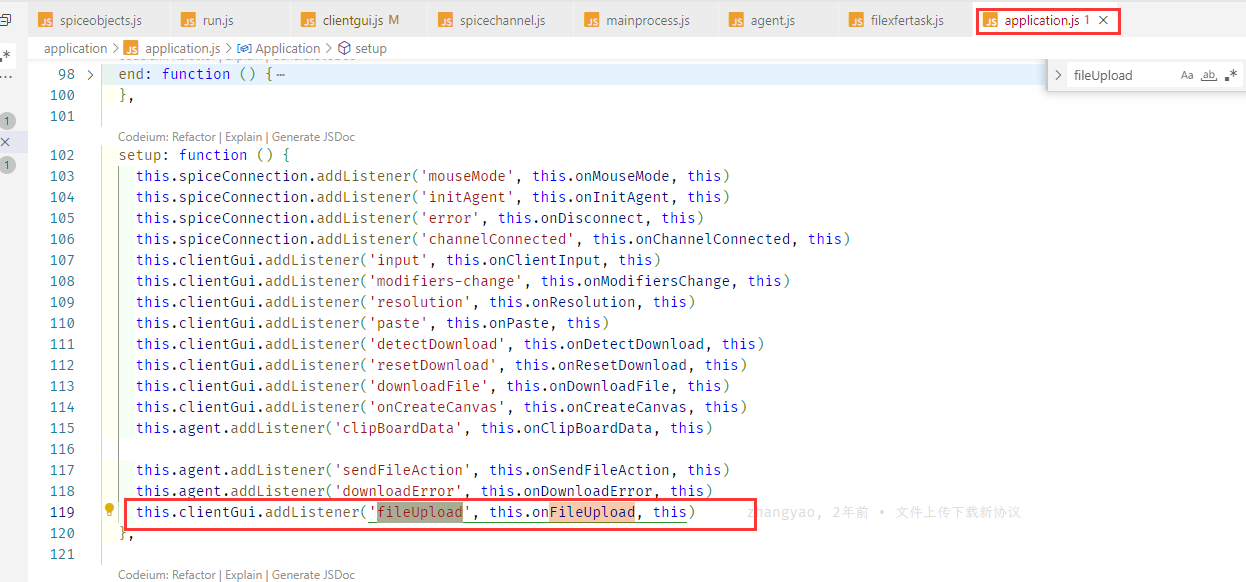 JS spiceobjects.js JS run.js JS clientgui.js M JS spicechannel.js JS mainprocess.js JS agent.js JS filexfertask.js JS application.js 1 ×
application > JS application.js > Application > setup
98 > end: function () { ⋯
> fileUpload Aa ab .*
100 },
101
Codeium: Refactor | Explain | Generate JSDoc
102 setup: function () {
103 this.spiceConnection.addListener('mouseMode', this.onMouseMode, this)
104 this.spiceConnection.addListener('initAgent', this.onInitAgent, this)
105 this.spiceConnection.addListener('error', this.onDisconnect, this)
106 this.spiceConnection.addListener('channelConnected', this.onChannelConnected, this)
107 this.clientGui.addListener('input', this.onClientInput, this)
108 this.clientGui.addListener('modifiers-change', this.onModifiersChange, this)
109 this.clientGui.addListener('resolution', this.onResolution, this)
110 this.clientGui.addListener('paste', this.onPaste, this)
111 this.clientGui.addListener('detectDownload', this.onDetectDownload, this)
112 this.clientGui.addListener('resetDownload', this.onResetDownload, this)
113 this.clientGui.addListener('downloadFile', this.onDownloadFile, this)
114 this.clientGui.addListener('onCreateCanvas', this.onCreateCanvas, this)
115 this.agent.addListener('clipBoardData', this.onClipBoardData, this)
116
117 this.agent.addListener('sendFileAction', this.onSendFileAction, this)
118 this.agent.addListener('downloadError', this.onDownloadError, this)
119 this.clientGui.addListener('fileUpload', this.onFileUpload, this) zhangyao, 2年前 • 文件上传下载新协议
120 },
121
Codeium: Refactor | Explain | Generate JSDoc